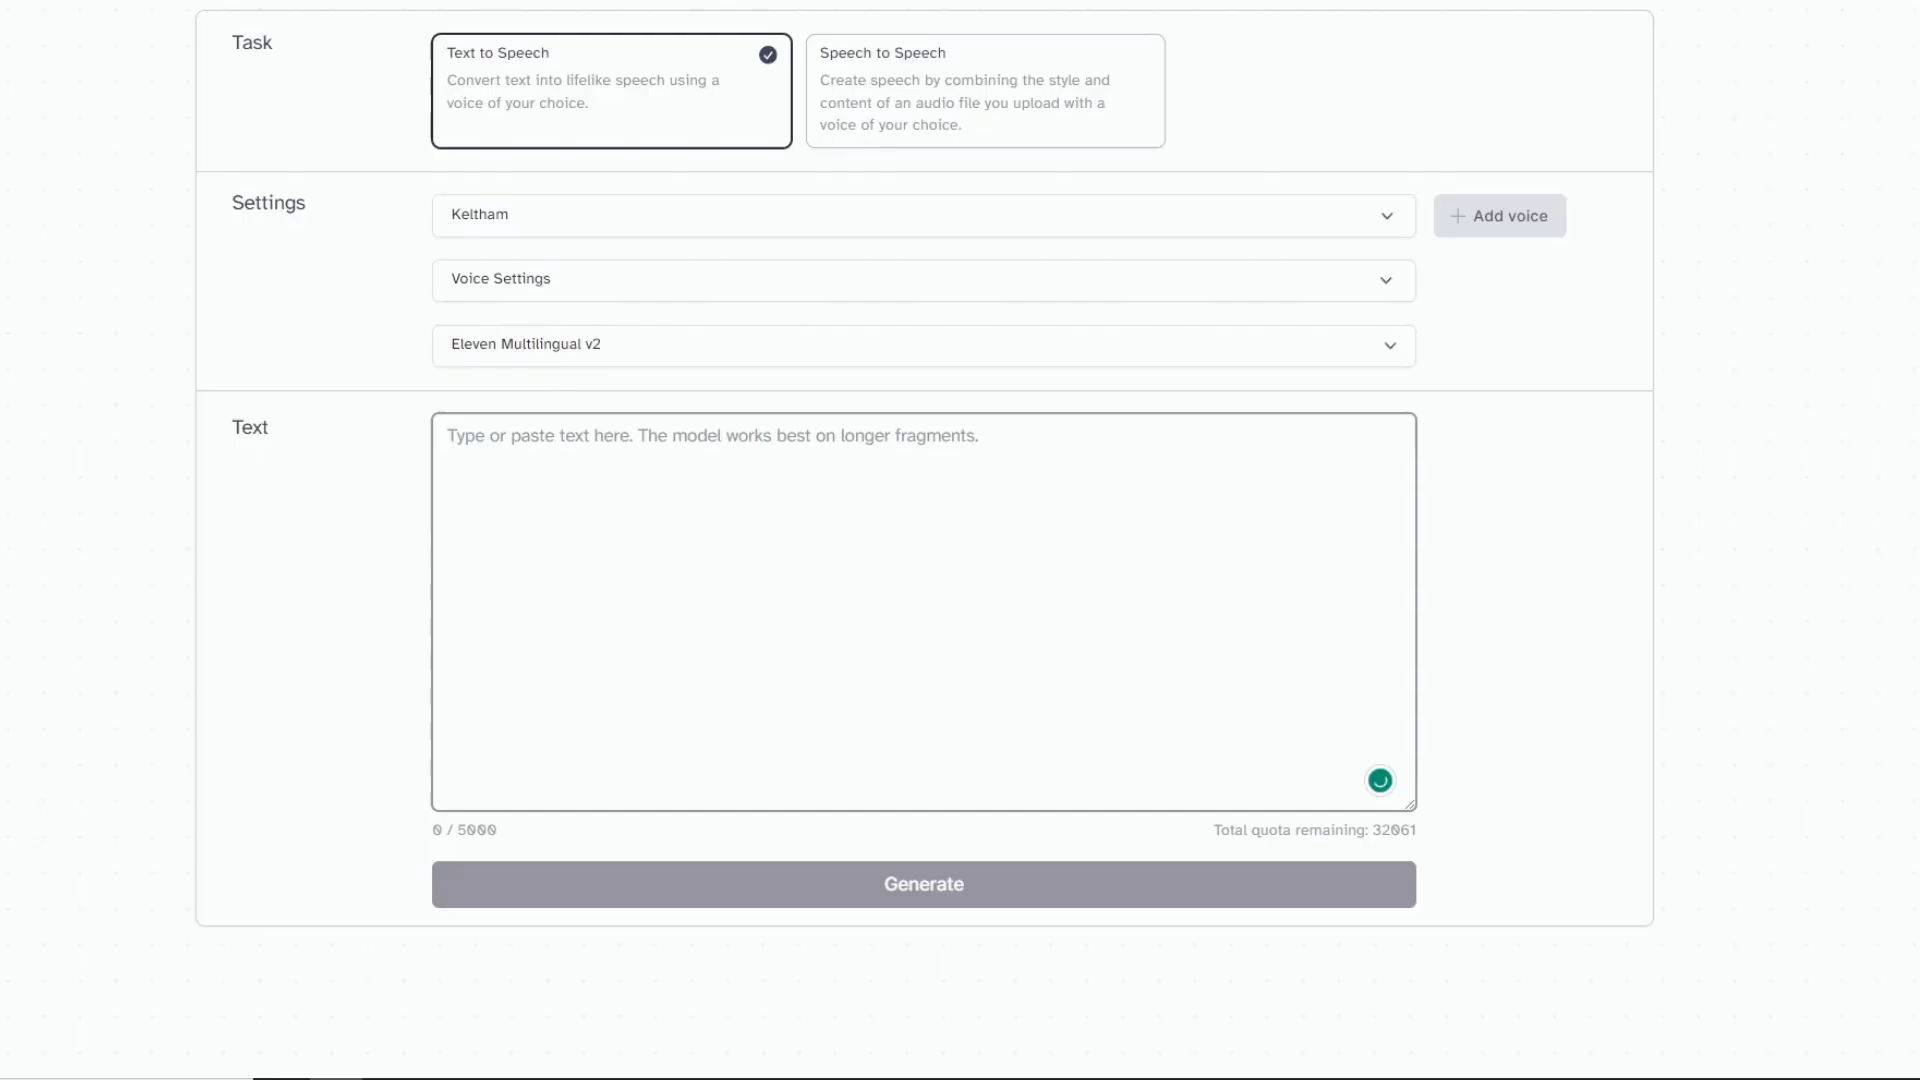 Task
Text to Speech
Convert text into lifelike speech using a
voice of your choice.
Speech to Speech
Create speech by combining the style and
content of an audio file you upload with a
voice of your choice.
Settings
Keltham
Add voice
Voice Settings
Eleven Multilingual v2
Text
Type or paste text here. The model works best on longer fragments.
0 / 5000
Total quota remaining: 32061
Generate